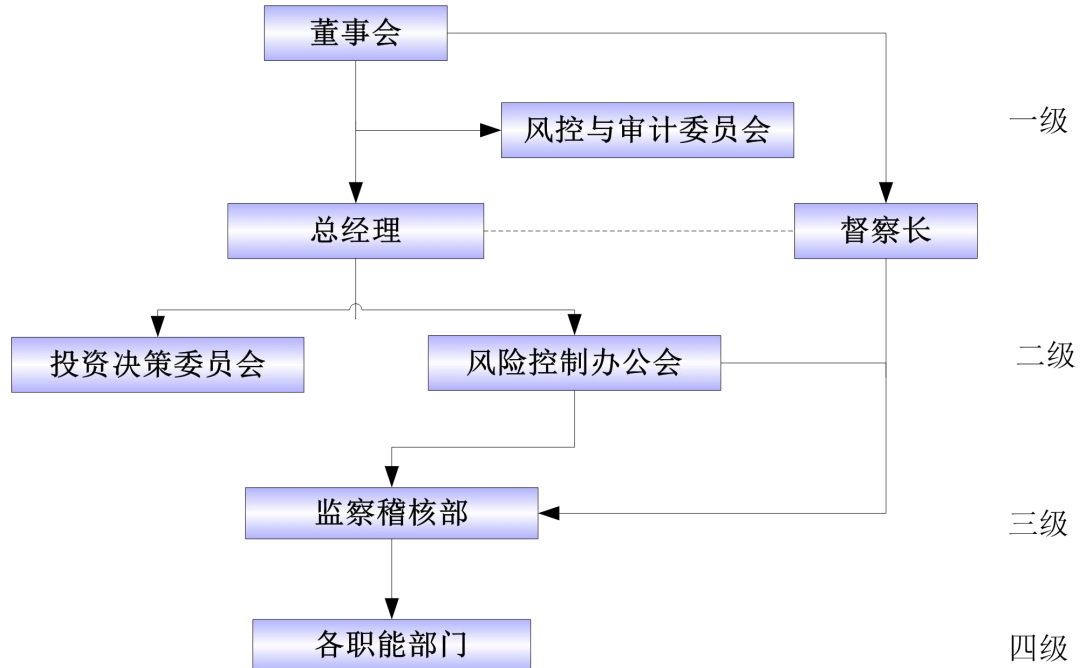 董事会
风控与审计委员会
一级
总经理
督察长
投资决策委员会
风险控制办公会
二级
监察稽核部
三级
各职能部门
四级